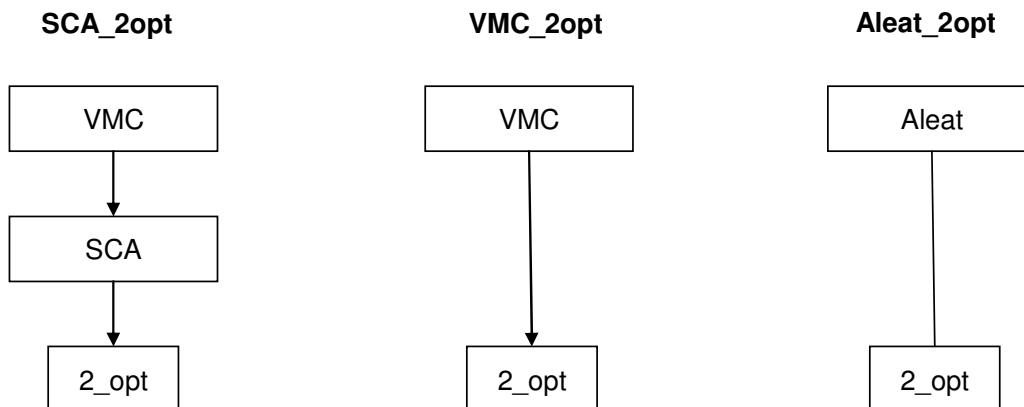 SCA_2opt
VMC
SCA
2_opt
VMC_2opt
VMC
2_opt
Aleat_2opt
Aleat
2_opt